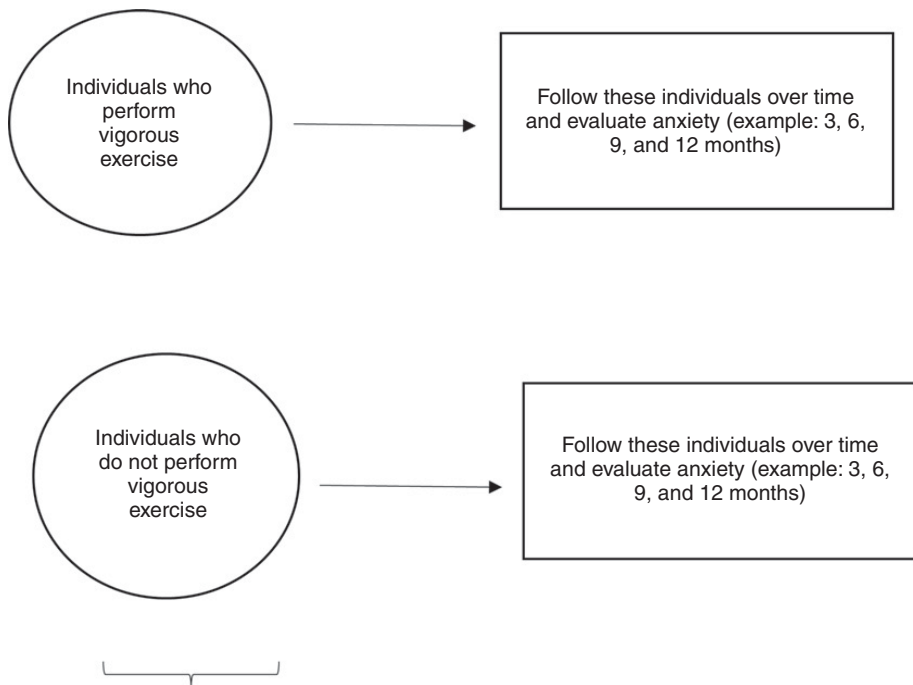 Individuals who
perform
vigorous
exercise
Follow these individuals over time
and evaluate anxiety (example: 3, 6,
9, and 12 months)
Individuals who
do not perform
vigorous
exercise
Follow these individuals over time
and evaluate anxiety (example: 3, 6,
9, and 12 months)